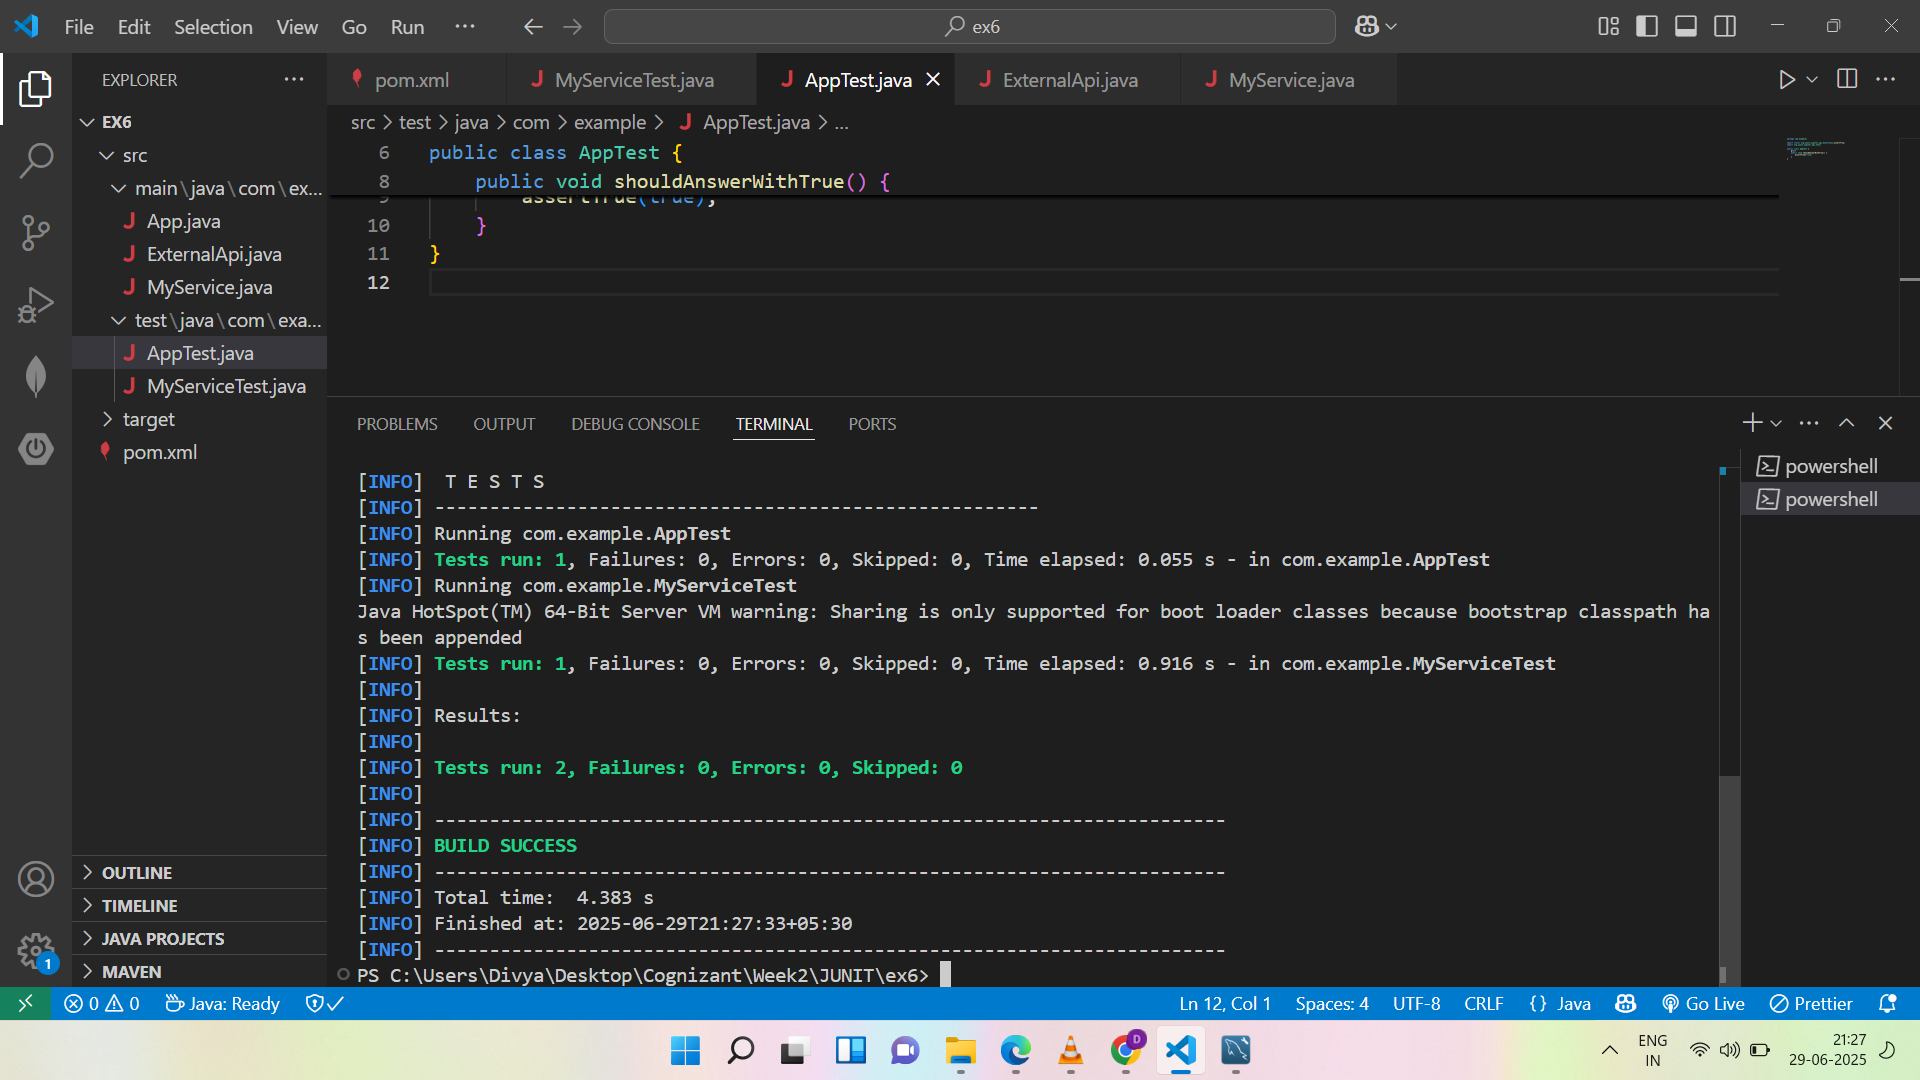 File Edit Selection View Go Run ... ex6
EXPLORER ...
EX6
src
main\java\com\ex...
App.java
ExternalApi.java
MyService.java
test\java\com\exa...
AppTest.java
MyServiceTest.java
target
pom.xml
OUTLINE
TIMELINE
JAVA PROJECTS
MAVEN
1
pom.xml MyServiceTest.java AppTest.java ExternalApi.java MyService.java
src > test > java > com > example > AppTest.java > ...
6 public class AppTest {
8 public void shouldAnswerWithTrue() {
9 assertTrue(true);
10 }
11 }
12
PROBLEMS OUTPUT DEBUG CONSOLE TERMINAL PORTS
powershell
powershell
[INFO]  T E S T S
[INFO] -------------------------------------------------------
[INFO] Running com.example.AppTest
[INFO] Tests run: 1, Failures: 0, Errors: 0, Skipped: 0, Time elapsed: 0.055 s - in com.example.AppTest
[INFO] Running com.example.MyServiceTest
Java HotSpot(TM) 64-Bit Server VM warning: Sharing is only supported for boot loader classes because bootstrap classpath ha
s been appended
[INFO] Tests run: 1, Failures: 0, Errors: 0, Skipped: 0, Time elapsed: 0.916 s - in com.example.MyServiceTest
[INFO]
[INFO] Results:
[INFO]
[INFO] Tests run: 2, Failures: 0, Errors: 0, Skipped: 0
[INFO]
[INFO] ------------------------------------------------------------------------
[INFO] BUILD SUCCESS
[INFO] ------------------------------------------------------------------------
[INFO] Total time:  4.383 s
[INFO] Finished at: 2025-06-29T21:27:33+05:30
[INFO] ------------------------------------------------------------------------
PS C:\Users\Divya\Desktop\Cognizant\Week2\JUNIT\ex6>
0 0 Java: Ready Ln 12, Col 1 Spaces: 4 UTF-8 CRLF {} Java Go Live Prettier
D
ENG
IN
21:27
29-06-2025